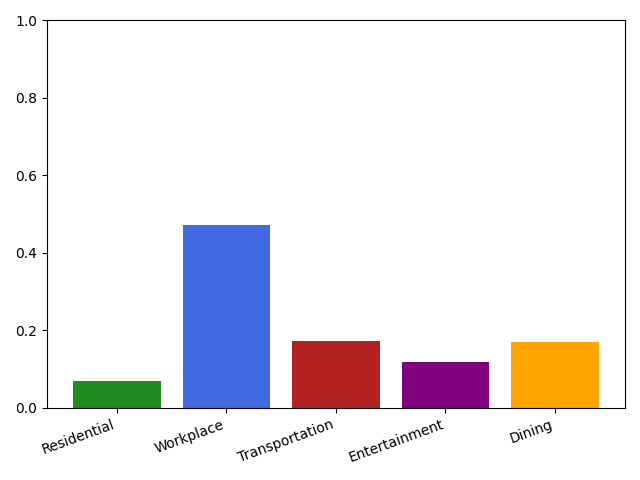 1.0
0.8
0.6
0.4
0.2
0.0
Residential
Workplace
Transportation
Entertainment
Dining